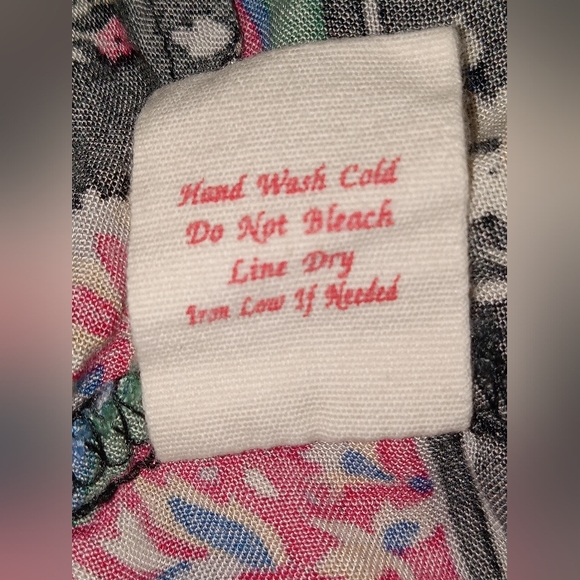 Hand Wash Cold
Do Not Bleach
Line Dry
Iron Low If Needed